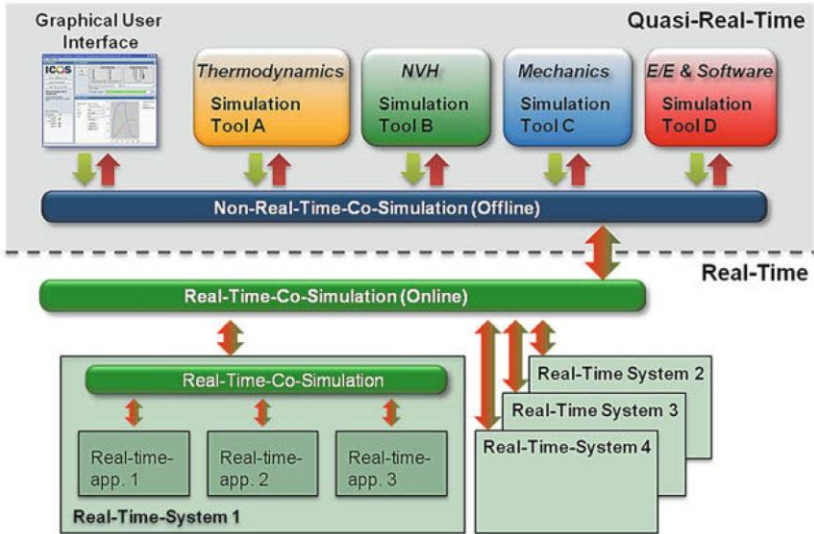 Graphical User
Interface
Quasi-Real-Time
ICOS
Thermodynamics
Simulation
Tool A
NVH
Simulation
Tool B
Mechanics
Simulation
Tool C
E/E & Software
Simulation
Tool D
Non-Real-Time-Co-Simulation (Offline)
Real-Time
Real-Time-Co-Simulation (Online)
Real-Time-Co-Simulation
Real-time-
app. 1
Real-time-
app. 2
Real-time-
app. 3
Real-Time-System 1
Real-Time System 2
Real-Time System 3
Real-Time-System 4